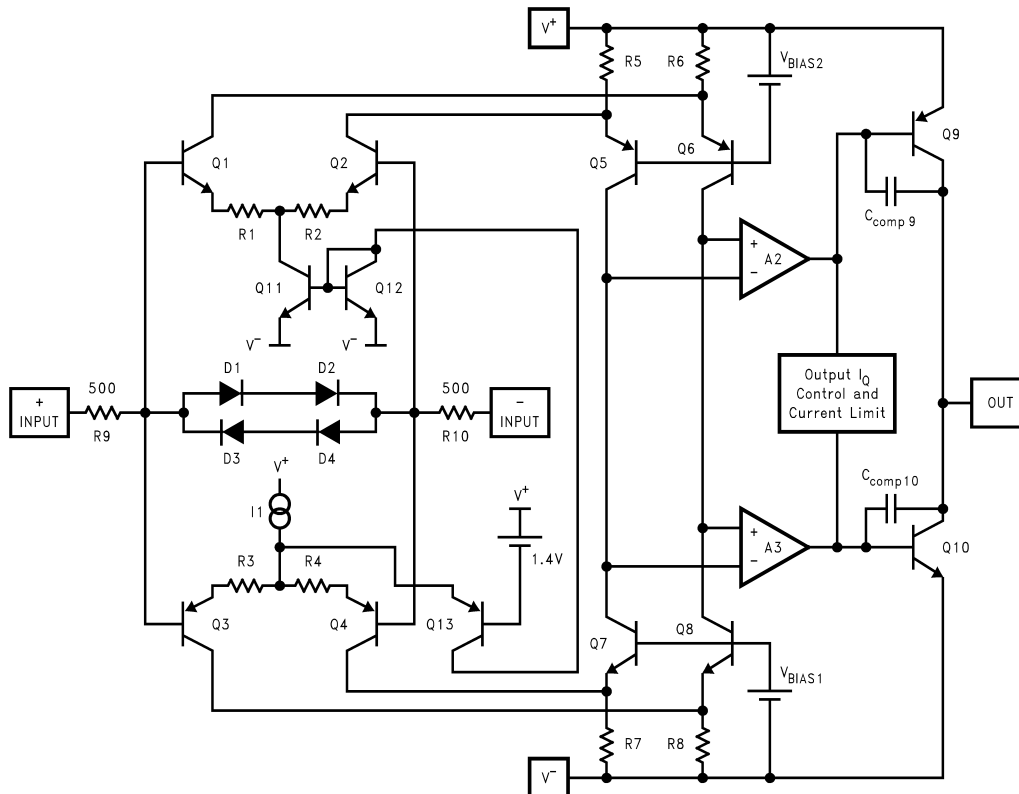 V+
R5
R6
VBIAS2
Q1
Q2
Q5
Q6
Q9
R1
R2
Ccomp 9
+
A2
−
Q11
Q12
V−
V−
D1
D2
Output IQ
Control and
Current Limit
+
INPUT
500
R9
500
R10
−
INPUT
OUT
D3
D4
V+
I1
V+
1.4V
Ccomp10
+
A3
−
Q10
R3
R4
Q3
Q4
Q13
Q7
Q8
VBIAS1
R7
R8
V−